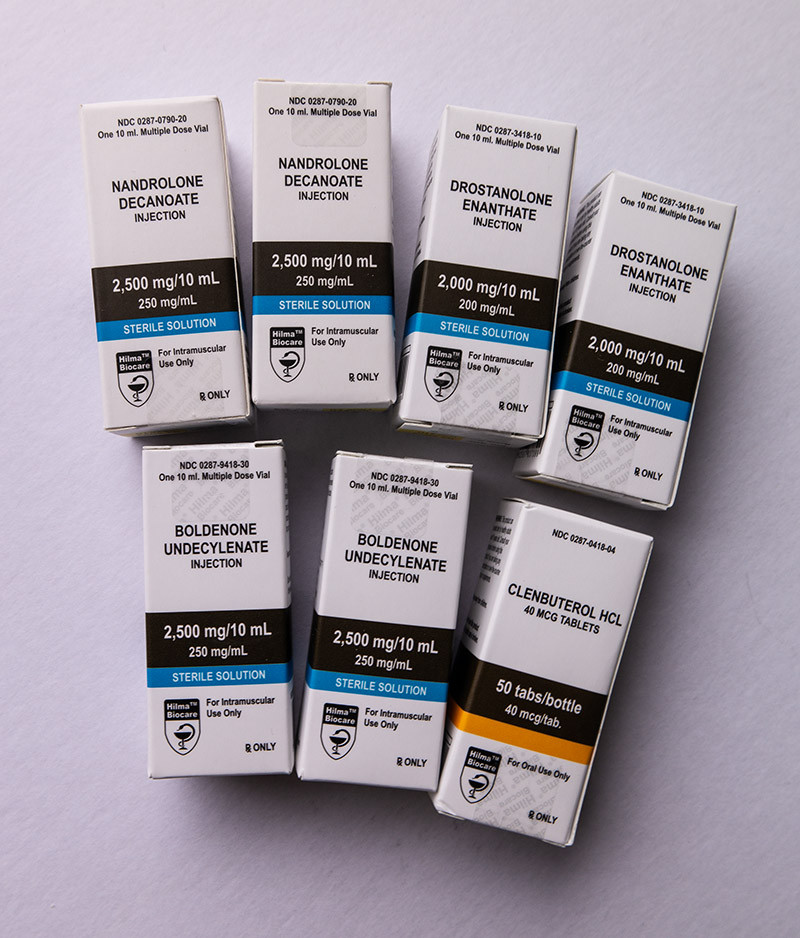 NDC 0287-0790-20
One 10 ml. Multiple Dose Vial
NANDROLONE
DECANOATE
INJECTION
2,500 mg/10 mL
250 mg/mL
STERILE SOLUTION
Hilma™
Biocare
For Intramuscular
Use Only
℞ ONLY
NDC 0287-0790-20
One 10 ml. Multiple Dose Vial
NANDROLONE
DECANOATE
INJECTION
2,500 mg/10 mL
250 mg/mL
STERILE SOLUTION
Hilma™
Biocare
For Intramuscular
Use Only
℞ ONLY
NDC 0287-3418-10
One 10 ml. Multiple Dose Vial
DROSTANOLONE
ENANTHATE
INJECTION
2,000 mg/10 mL
200 mg/mL
STERILE SOLUTION
Hilma™
Biocare
For Intramuscular
Use Only
℞ ONLY
NDC 0287-3418-10
One 10 ml. Multiple Dose Vial
DROSTANOLONE
ENANTHATE
INJECTION
2,000 mg/10 mL
200 mg/mL
STERILE SOLUTION
Hilma™
Biocare
For Intramuscular
Use Only
℞ ONLY
NDC 0287-9418-30
One 10 ml. Multiple Dose Vial
BOLDENONE
UNDECYLENATE
INJECTION
2,500 mg/10 mL
250 mg/mL
STERILE SOLUTION
Hilma™
Biocare
For Intramuscular
Use Only
℞ ONLY
NDC 0287-9418-30
One 10 ml. Multiple Dose Vial
BOLDENONE
UNDECYLENATE
INJECTION
2,500 mg/10 mL
250 mg/mL
STERILE SOLUTION
Hilma™
Biocare
For Intramuscular
Use Only
℞ ONLY
NDC 0287-0418-04
CLENBUTEROL HCL
40 MCG TABLETS
50 tabs/bottle
40 mcg/tab.
Hilma™
Biocare
For Oral Use Only
℞ ONLY